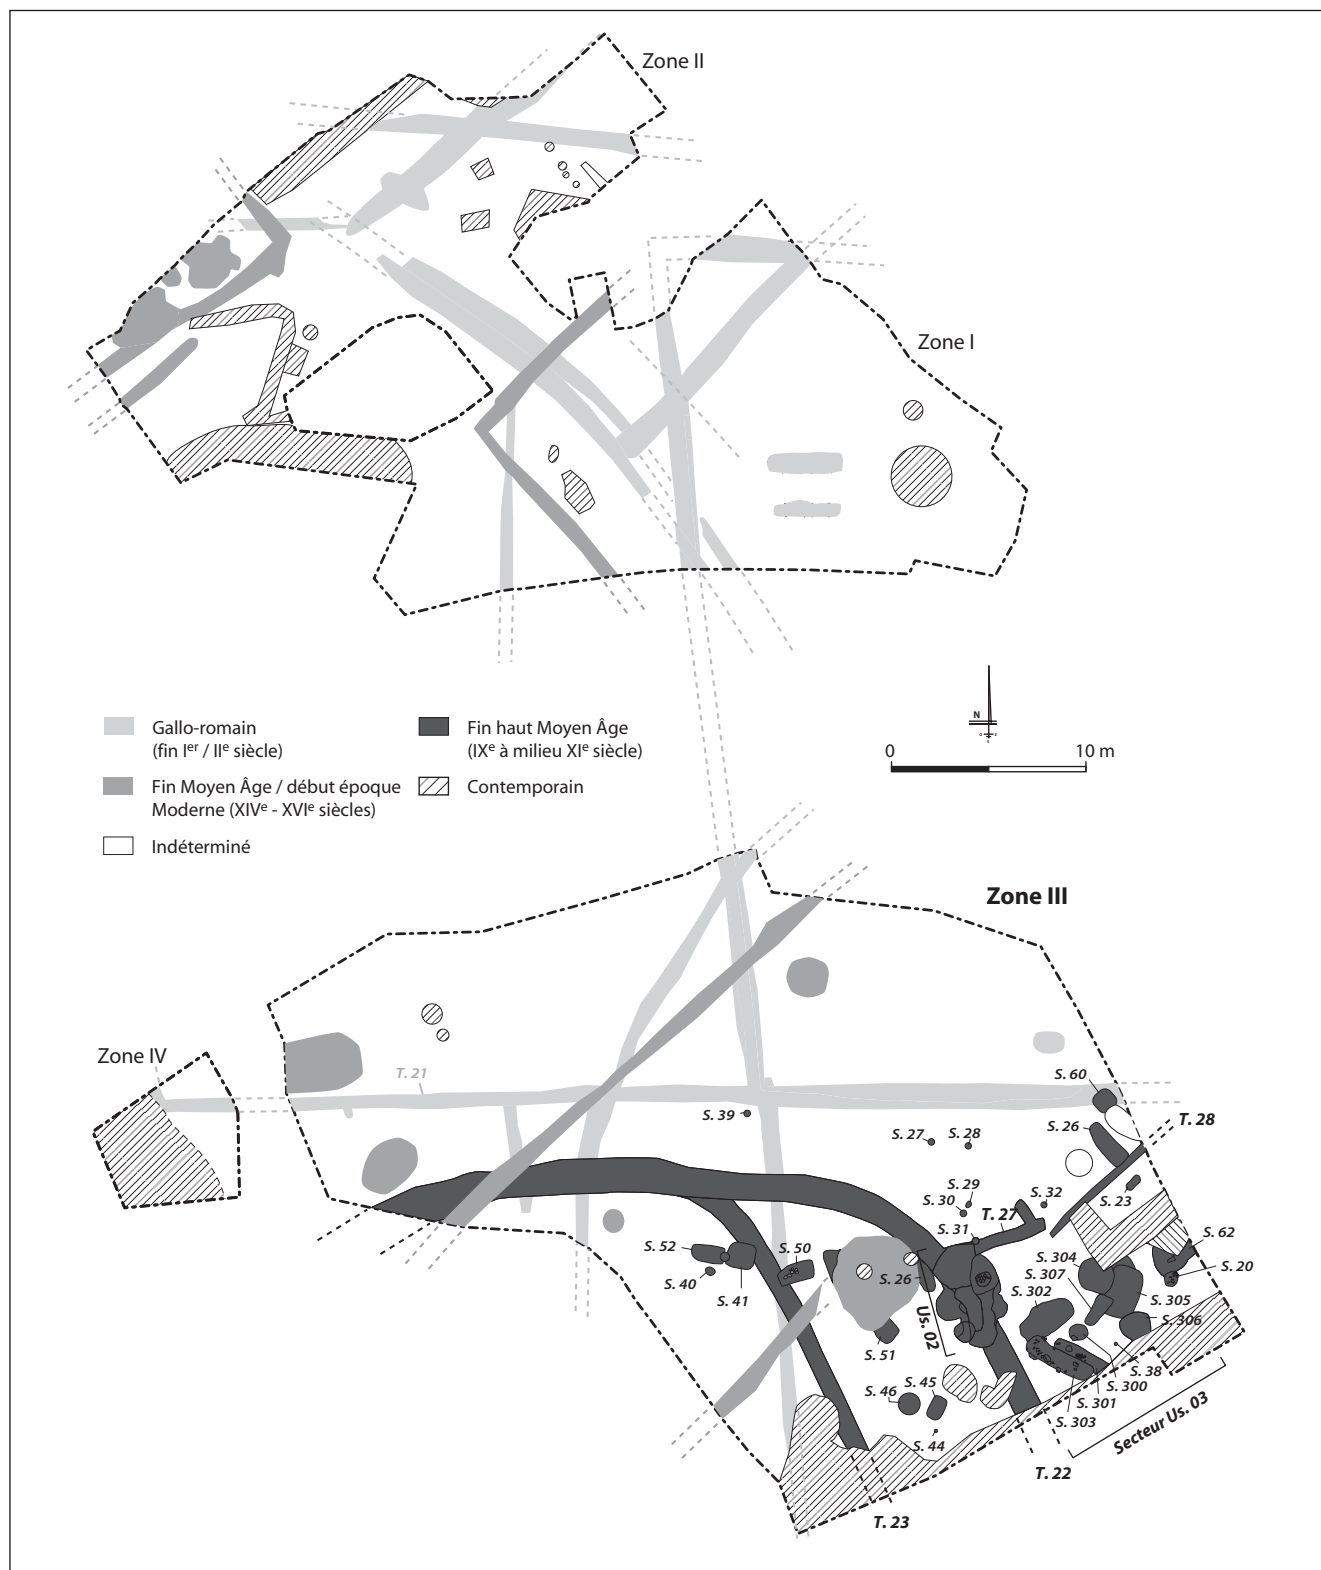 Zone II
Zone I
Gallo-romain
(fin Ier / IIe siècle)
Fin haut Moyen Âge
(IXe à milieu XIe siècle)
Fin Moyen Âge / début époque
Moderne (XIVe - XVIe siècles)
Contemporain
Indéterminé
N
0
10 m
Zone III
Zone IV
T. 21
S. 60
S. 39
S. 27
S. 28
S. 26
T. 28
S. 29
S. 30
S. 32
S. 23
T. 27
S. 31
S. 52
S. 50
S. 40
S. 41
S. 26
Us. 02
S. 304
S. 307
S. 302
S. 62
S. 20
S. 305
S. 306
S. 51
S. 38
S. 300
S. 301
S. 303
S. 46
S. 45
S. 44
Secteur Us. 03
T. 22
T. 23